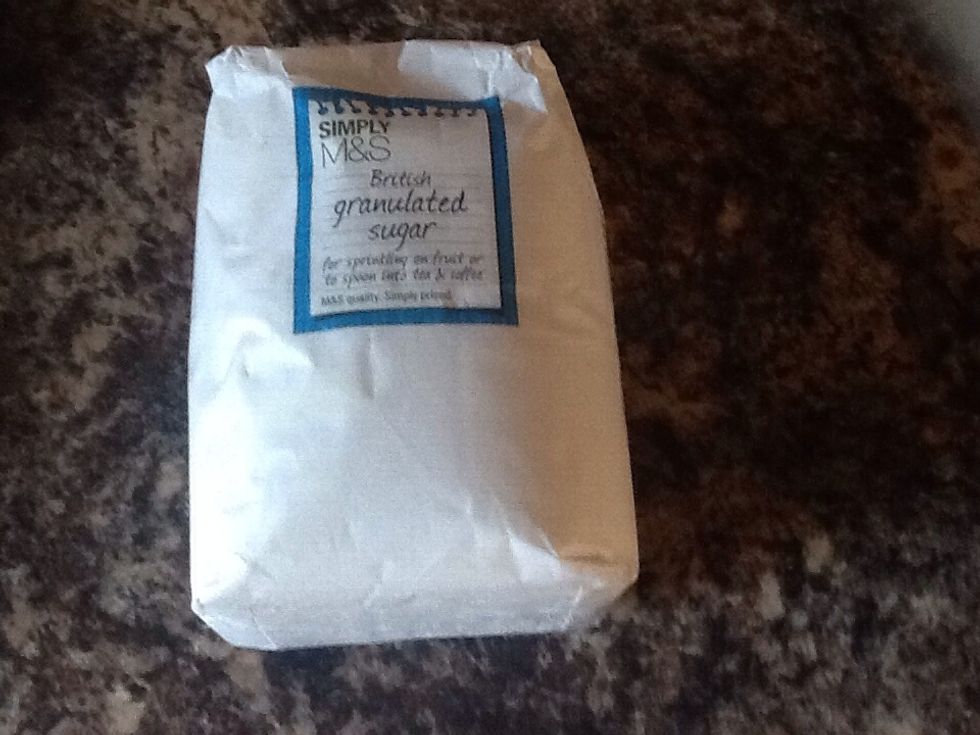 SIMPLY
M&S
British
granulated
sugar
for sprinkling on fruit or
to spoon into tea & coffee
M&S quality. Simply priced.